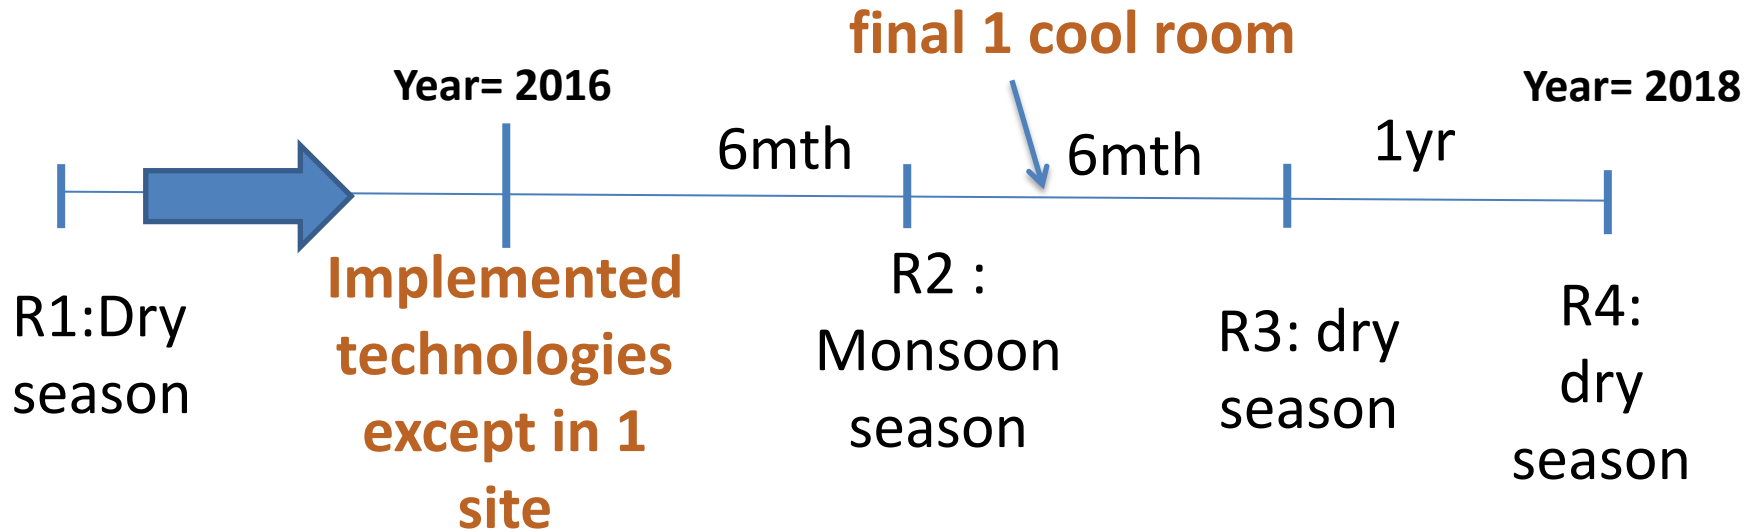 final 1 cool room
Year= 2016
Year= 2018
6mth
6mth
1yr
R1:Dry
season
Implemented
technologies
except in 1
site
R2 :
Monsoon
season
R3: dry
season
R4:
dry
season